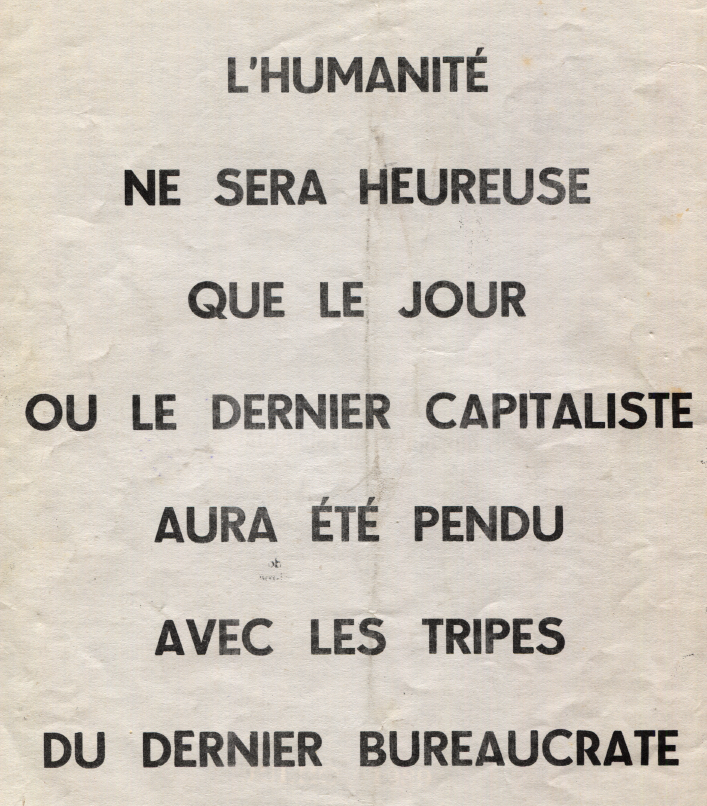 L'HUMANITÉ
NE SERA HEUREUSE
QUE LE JOUR
OU LE DERNIER CAPITALISTE
AURA ÉTÉ PENDU
AVEC LES TRIPES
DU DERNIER BUREAUCRATE